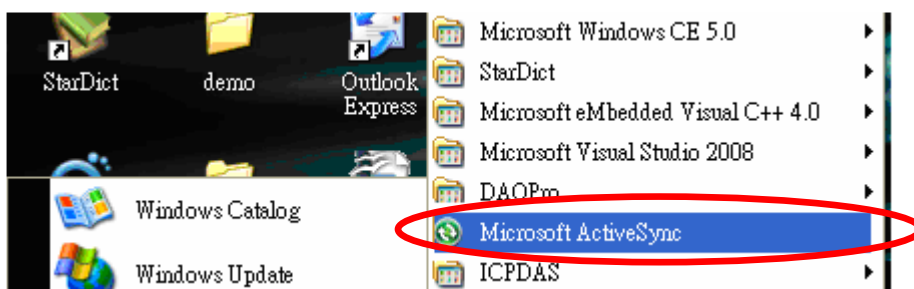 StarDict
demo
Outlook
Express
Windows Catalog
Windows Update
Microsoft Windows CE 5.0
StarDict
Microsoft eMbedded Visual C++ 4.0
Microsoft Visual Studio 2008
DAQPro
Microsoft ActiveSync
ICPDAS